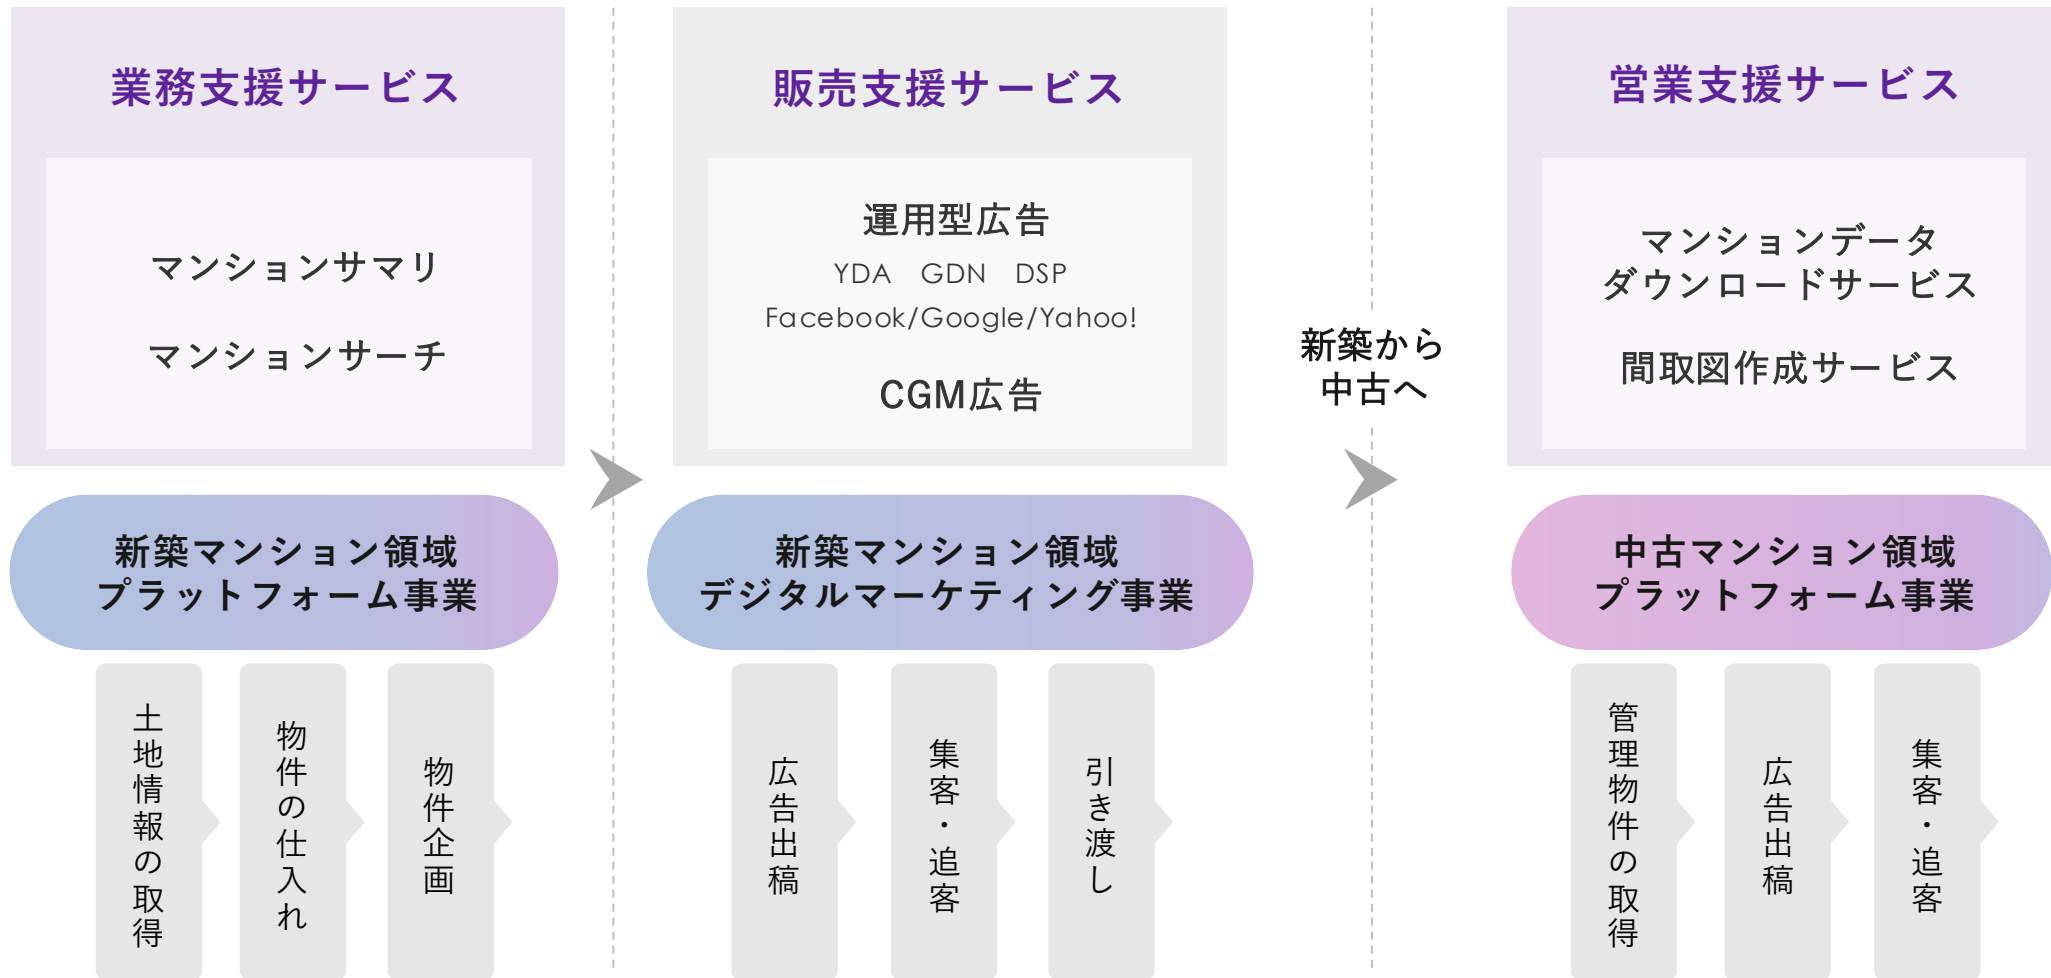 業務支援サービス
マンションサマリ
マンションサーチ
新築マンション領域
プラットフォーム事業
土地情報の取得
物件の仕入れ
物件企画
販売支援サービス
運用型広告
YDA GDN DSP
Facebook/Google/Yahoo!
CGM広告
新築マンション領域
デジタルマーケティング事業
広告出稿
集客・追客
引き渡し
新築から
中古へ
営業支援サービス
マンションデータ
ダウンロードサービス
間取図作成サービス
中古マンション領域
プラットフォーム事業
管理物件の取得
広告出稿
集客・追客